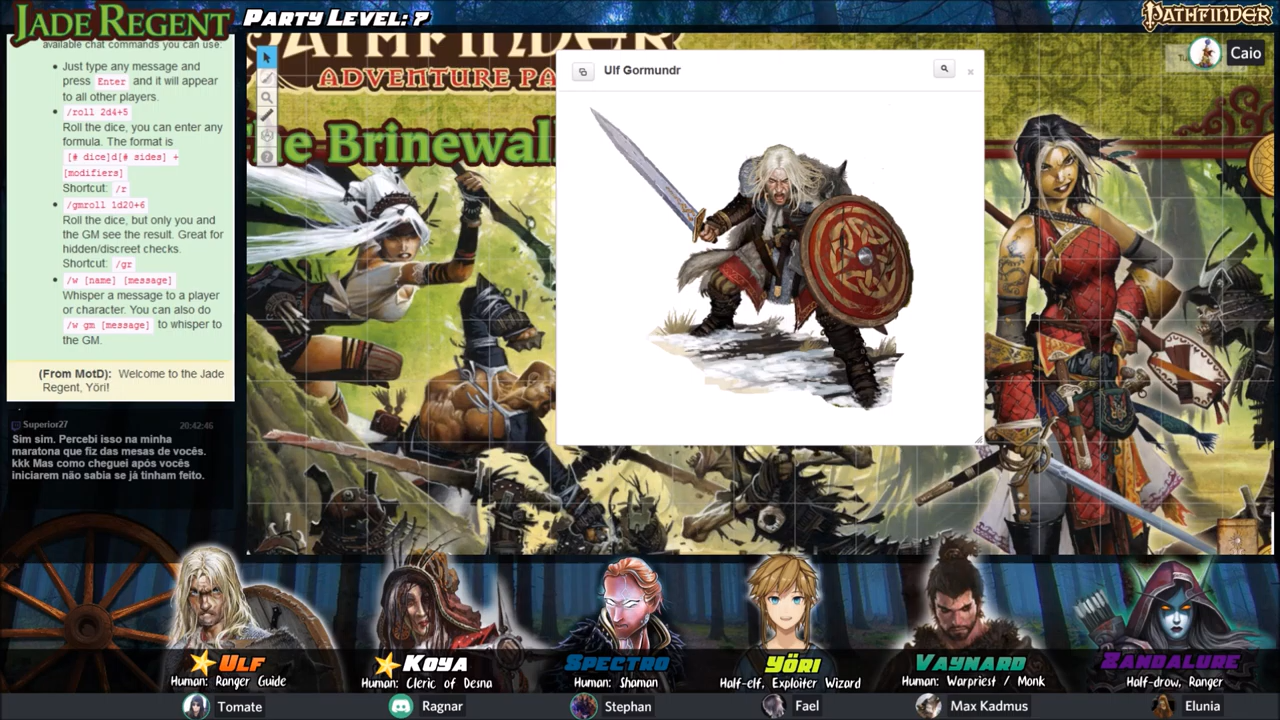 JADE REGENT
PARTY LEVEL: 7
PATHFINDER
available chat commands you can use:
Just type any message and
press Enter and it will appear
to all other players.
/roll 2d4+5
Roll the dice, you can enter any
formula. The format is
[# dice]d[# sides] +
[modifiers]
Shortcut: /r
/gmroll 1d20+6
Roll the dice, but only you and
the GM see the result. Great for
hidden/discreet checks.
Shortcut: /gr
/w [name] [message]
Whisper a message to a player
or character. You can also do
/w gm [message] to whisper to
the GM.
(From MotD): Welcome to the Jade
Regent, Yöri!
Superior27 20:42:46
Sim sim. Percebi isso na minha
maratona que fiz das mesas de vocês.
kkk Mas como cheguei após vocês
iniciarem não sabia se já tinham feito.
PATHFINDER
ADVENTURE PA
e Brinewal
Ulf Gormundr
Caio
ULF
Human: Ranger Guide
Tomate
KOYA
Human: Cleric of Desna
Ragnar
SPECTRO
Human: Shaman
Stephan
YÖRI
Half-elf, Exploiter Wizard
Fael
VAYNARD
Human: Warpriest / Monk
Max Kadmus
ZANDALURE
Half-drow, Ranger
Elunia